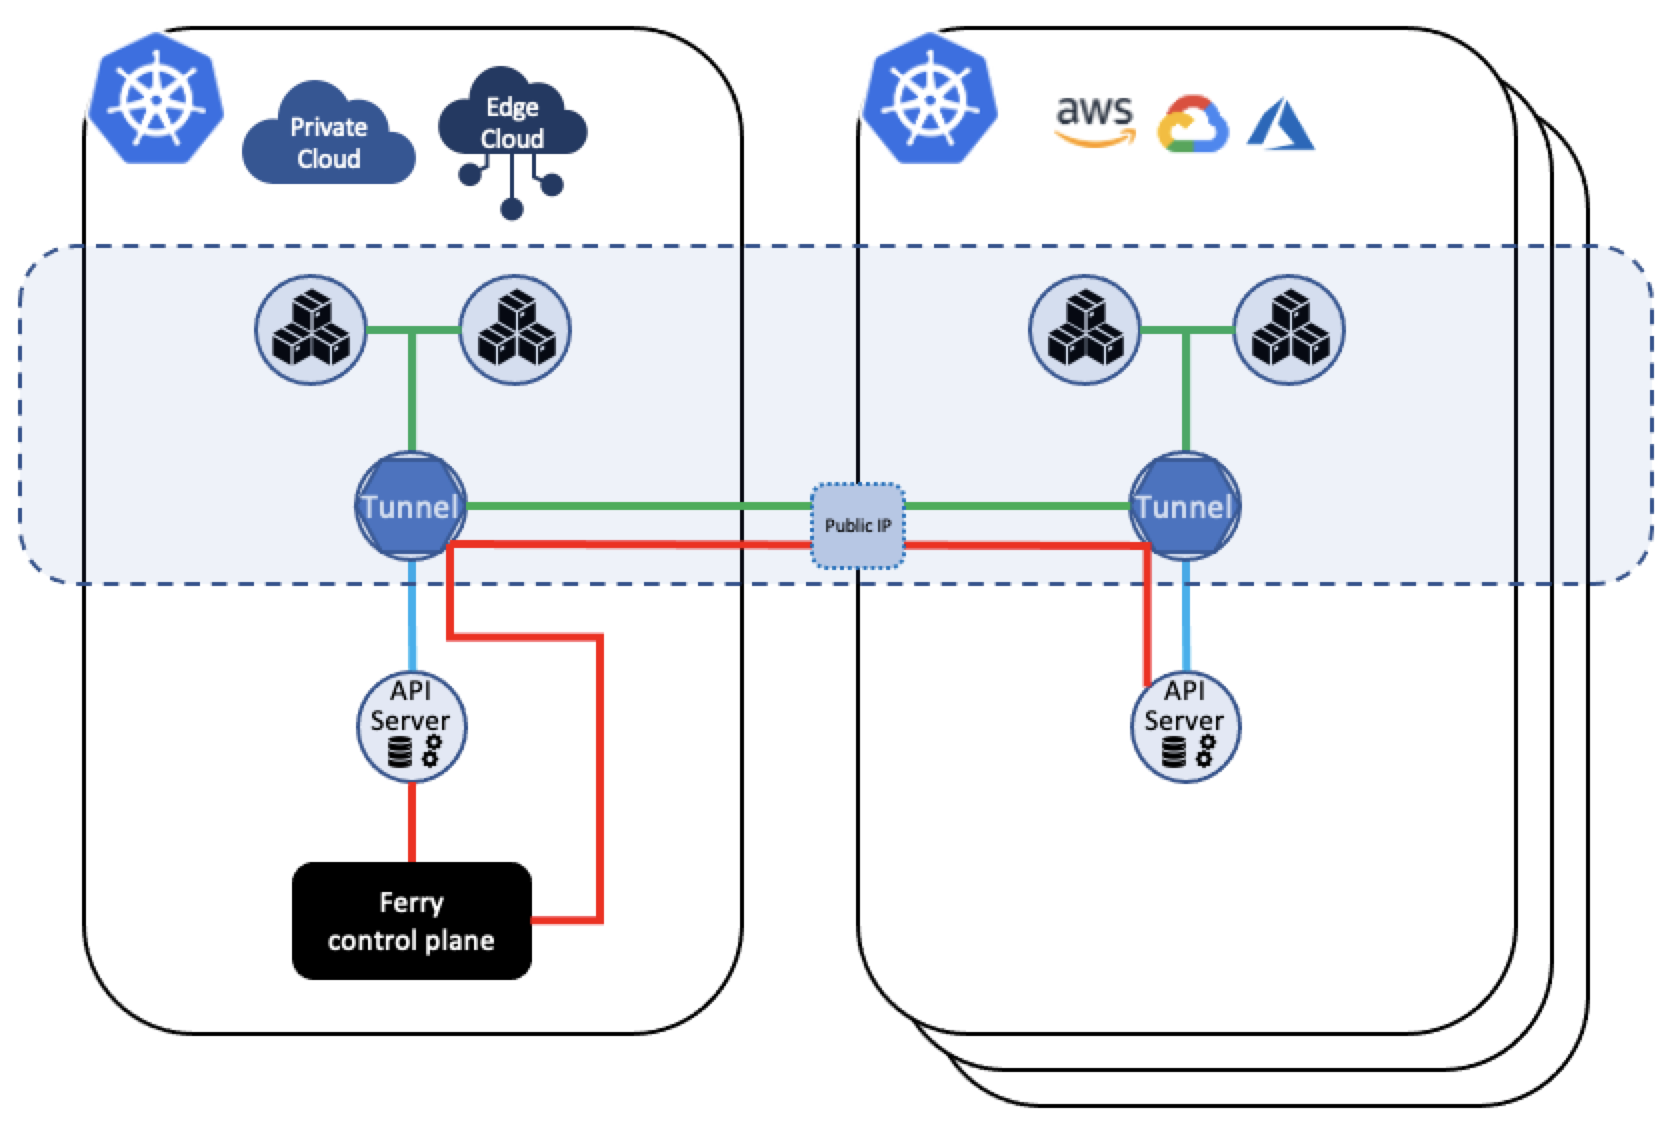 Private
Cloud
Edge
Cloud
aws
Tunnel
Public IP
Tunnel
API
Server
API
Server
Ferry
control plane